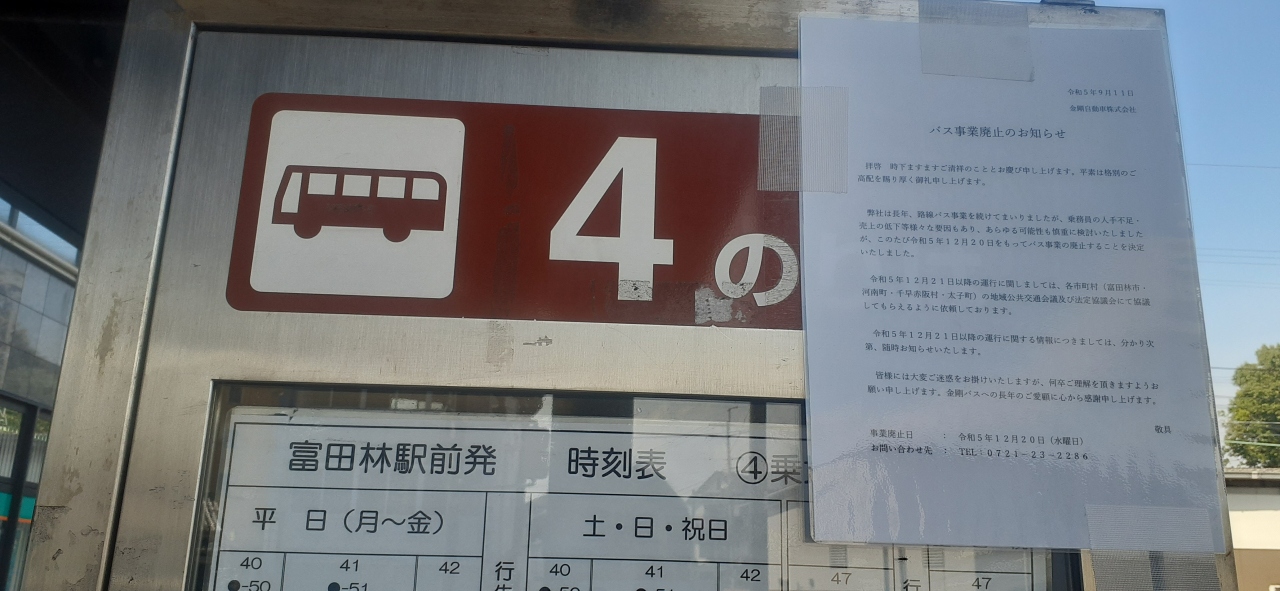 4の
令和5年9月11日
金剛自動車株式会社
バス事業廃止のお知らせ
拝啓 時下ますますご清祥のこととお慶び申し上げます。平素は格別のご
高配を賜り厚く御礼申し上げます。
弊社は長年、路線バス事業を続けてまいりましたが、乗務員の人手不足・
売上の低下等様々な要因もあり、あらゆる可能性も慎重に検討いたしました
が、このたび令和5年12月20日をもってバス事業の廃止することを決定
いたしました。
令和5年12月21日以降の運行に関しましては、各市町村（富田林市・
河南町・千早赤阪村・太子町）の地域公共交通会議及び法定協議会にて協議
してもらえるように依頼しております。
令和5年12月21日以降の運行に関する情報につきましては、分かり次
第、随時お知らせいたします。
皆様には大変ご迷惑をお掛けいたしますが、何卒ご理解を頂きますようお
願い申し上げます。金剛バスへの長年のご愛顧に心から感謝申し上げます。
敬具
事業廃止日 ： 令和5年12月20日（水曜日）
お問い合わせ先 ： TEL：0721－23－2286
富田林駅前発 時刻表 ④乗
平 日（月～金） 土・日・祝日
40 41 42 行 40 41 42 47 行 47
●-50 ●-51